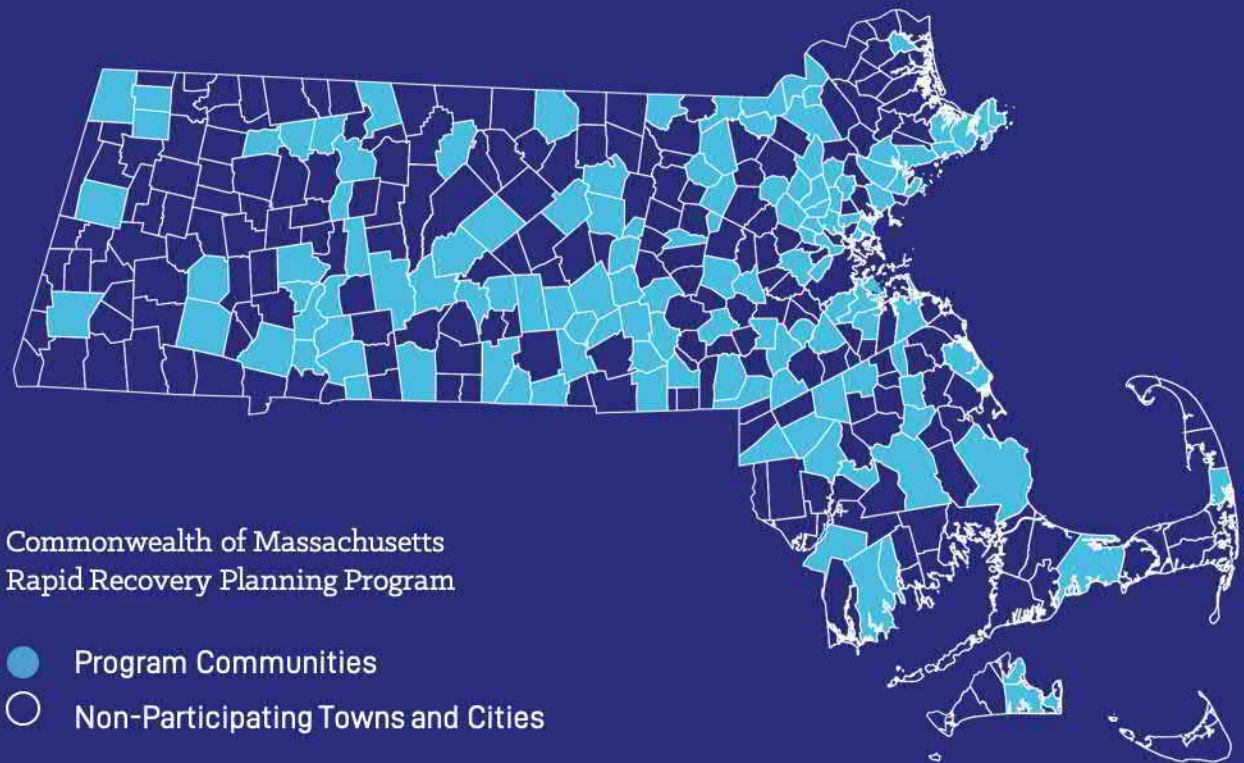 Commonwealth of Massachusetts
Rapid Recovery Planning Program
Program Communities
Non-Participating Towns and Cities